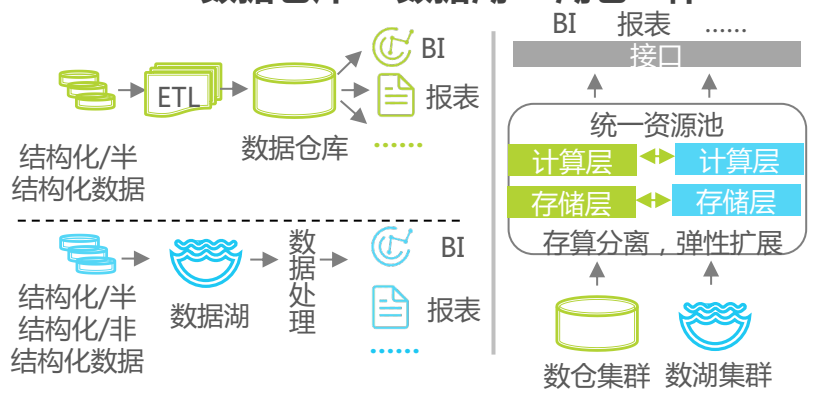 ETL
BI
报表
……
数据仓库
结构化/半
结构化数据
数据处理
BI
报表
……
数据湖
结构化/半
结构化/非
结构化数据
BI 报表 ……
接口
统一资源池
计算层 计算层
存储层 存储层
存算分离，弹性扩展
数仓集群 数湖集群